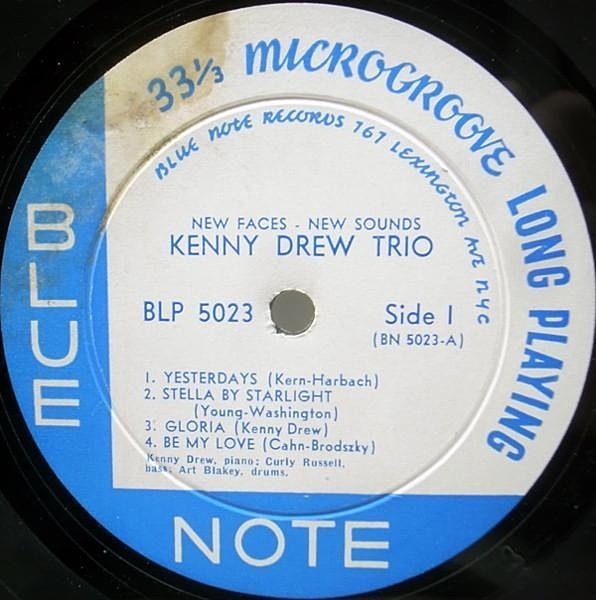 33⅓ MICROGROOVE LONG PLAYING
BLUE NOTE RECORDS 767 LEXINGTON AVE NYC
NEW FACES - NEW SOUNDS
KENNY DREW TRIO
BLP 5023
Side 1
(BN 5023-A)
1. YESTERDAYS (Kern-Harbach)
2. STELLA BY STARLIGHT
(Young-Washington)
3. GLORIA (Kenny Drew)
4. BE MY LOVE (Cahn-Brodszky)
Kenny Drew, piano; Curly Russell,
bass; Art Blakey, drums.
BLUE
NOTE